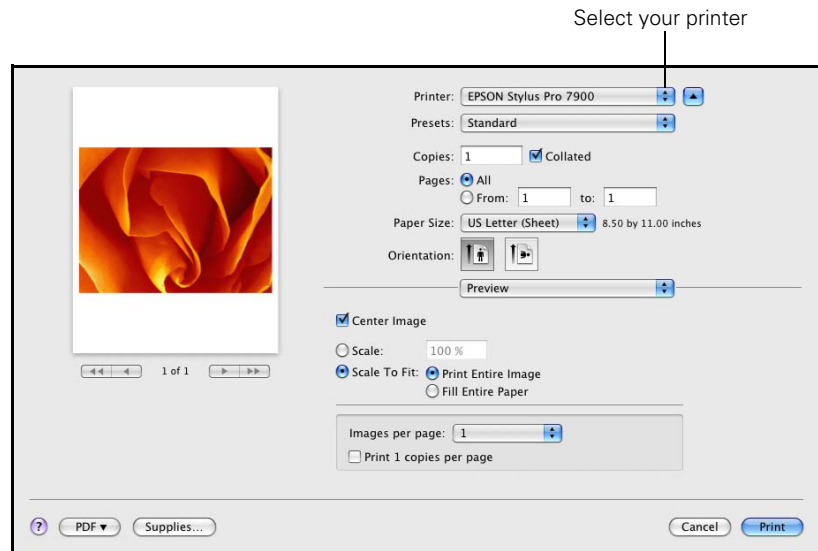 Select your printer
Printer: EPSON Stylus Pro 7900
Presets: Standard
Copies: 1 Collated
Pages: All
From: 1 to: 1
Paper Size: US Letter (Sheet) 8.50 by 11.00 inches
Orientation:
Preview
Center Image
Scale: 100 %
Scale To Fit: Print Entire Image
Fill Entire Paper
1 of 1
Images per page: 1
Print 1 copies per page
? PDF▼ Supplies... Cancel Print